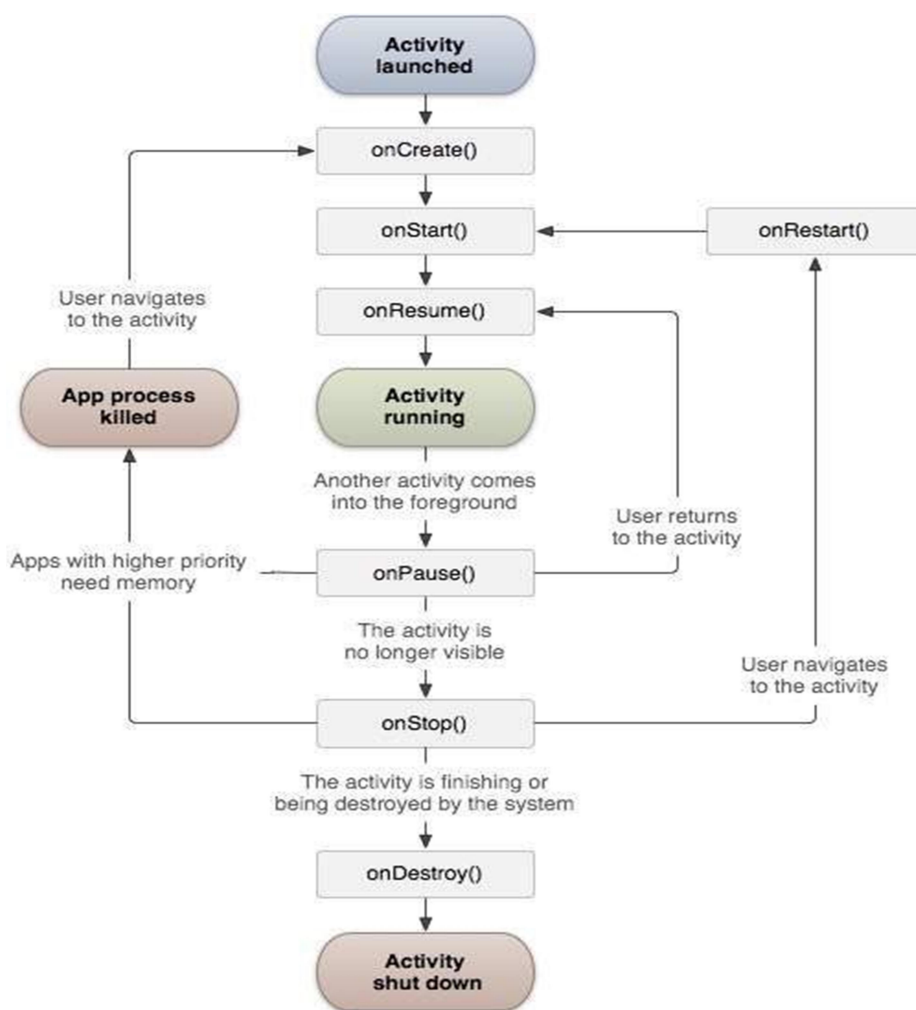 Activity
launched
onCreate()
onStart()
onRestart()
User navigates
to the activity
onResume()
App process
killed
Activity
running
Another activity comes
into the foreground
User returns
to the activity
Apps with higher priority
need memory
onPause()
The activity is
no longer visible
User navigates
to the activity
onStop()
The activity is finishing or
being destroyed by the system
onDestroy()
Activity
shut down